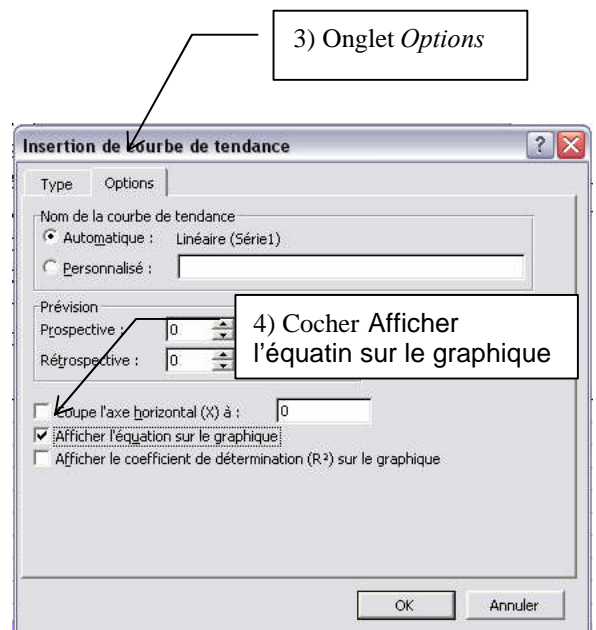 3) Onglet Options
Insertion de courbe de tendance
Type Options
Nom de la courbe de tendance
Automatique : Linéaire (Série1)
Personnalisé :
Prévision
Prospective : 0
4) Cocher Afficher
l'équatin sur le graphique
Rétrospective : 0
Coupe l'axe horizontal (X) à : 0
Afficher l'équation sur le graphique
Afficher le coefficient de détermination (R²) sur le graphique
OK Annuler